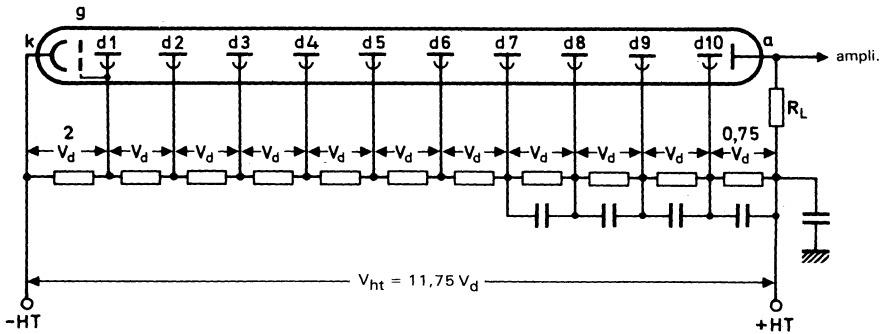 g
k d1 d2 d3 d4 d5 d6 d7 d8 d9 d10 a
ampli.
R_L
2 0,75
V_d V_d V_d V_d V_d V_d V_d V_d V_d V_d V_d
V_ht = 11,75 V_d
-HT +HT